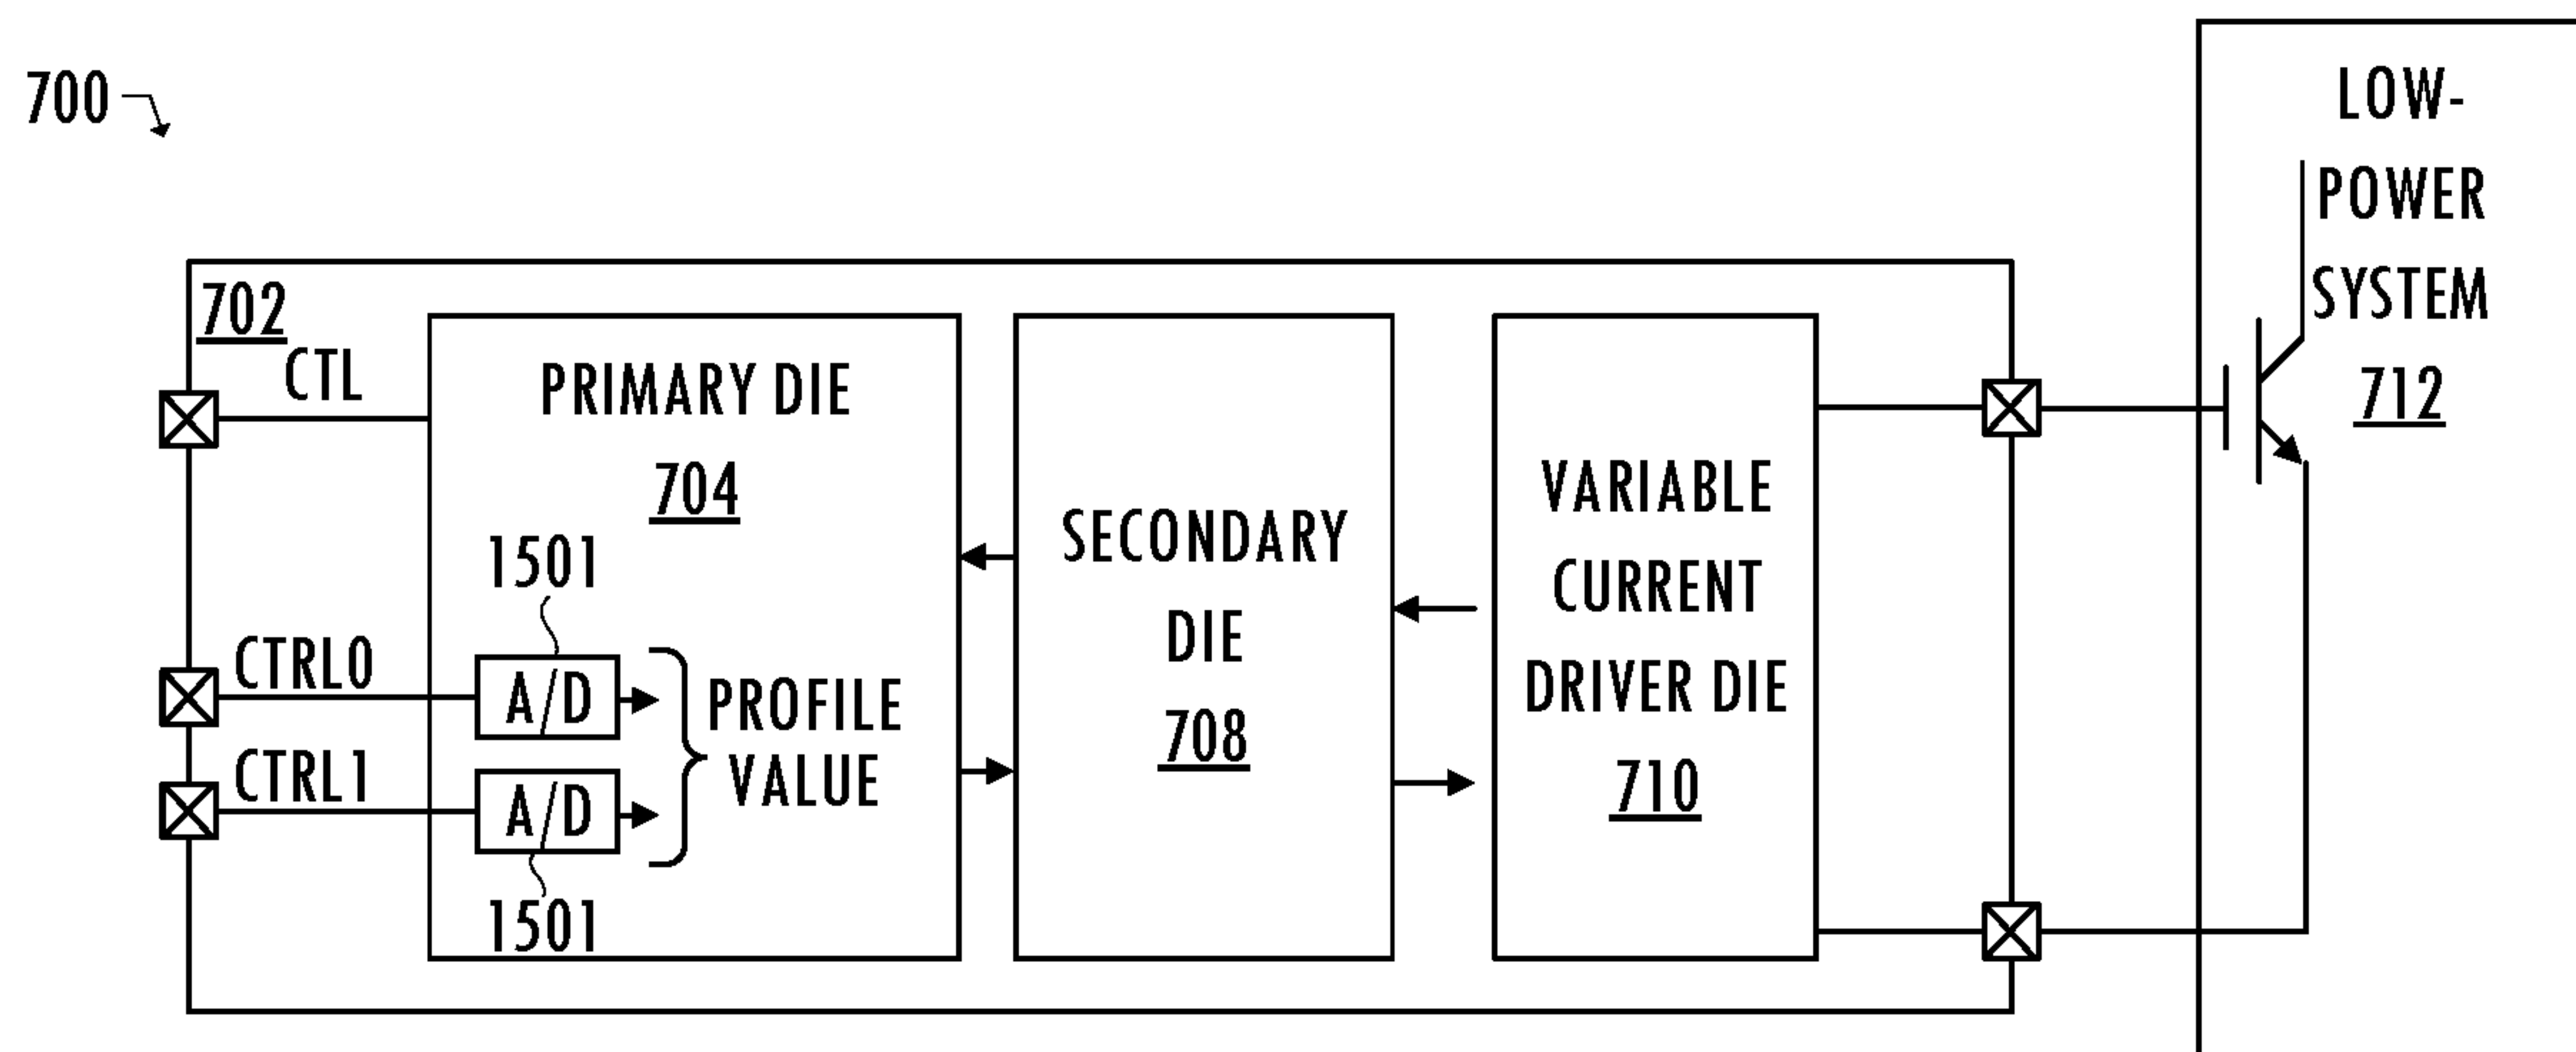 700
LOW-
POWER
SYSTEM
712
702
CTL
PRIMARY DIE
704
1501
CTRL0
A/D
PROFILE
VALUE
CTRL1
A/D
1501
SECONDARY
DIE
708
VARIABLE
CURRENT
DRIVER DIE
710